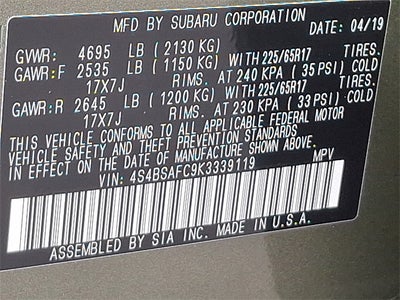 MFD BY SUBARU CORPORATION DATE: 04/19
GVWR: 4695 LB (2130 KG)
GAWR:F 2535 LB (1150 KG) WITH 225/65R17 TIRES.
17X7J RIMS. AT 240 KPA (35 PSI) COLD
GAWR:R 2645 LB (1200 KG) WITH 225/65R17 TIRES.
17X7J RIMS. AT 230 KPA (33 PSI) COLD
THIS VEHICLE CONFORMS TO ALL APPLICABLE FEDERAL MOTOR
VEHICLE SAFETY AND THEFT PREVENTION STANDARDS
IN EFFECT ON THE DATE OF MANUFACTURE SHOWN ABOVE.
VIN: 4S4BSAFC9K3339119 MPV
ASSEMBLED BY SIA INC. MADE IN U.S.A.